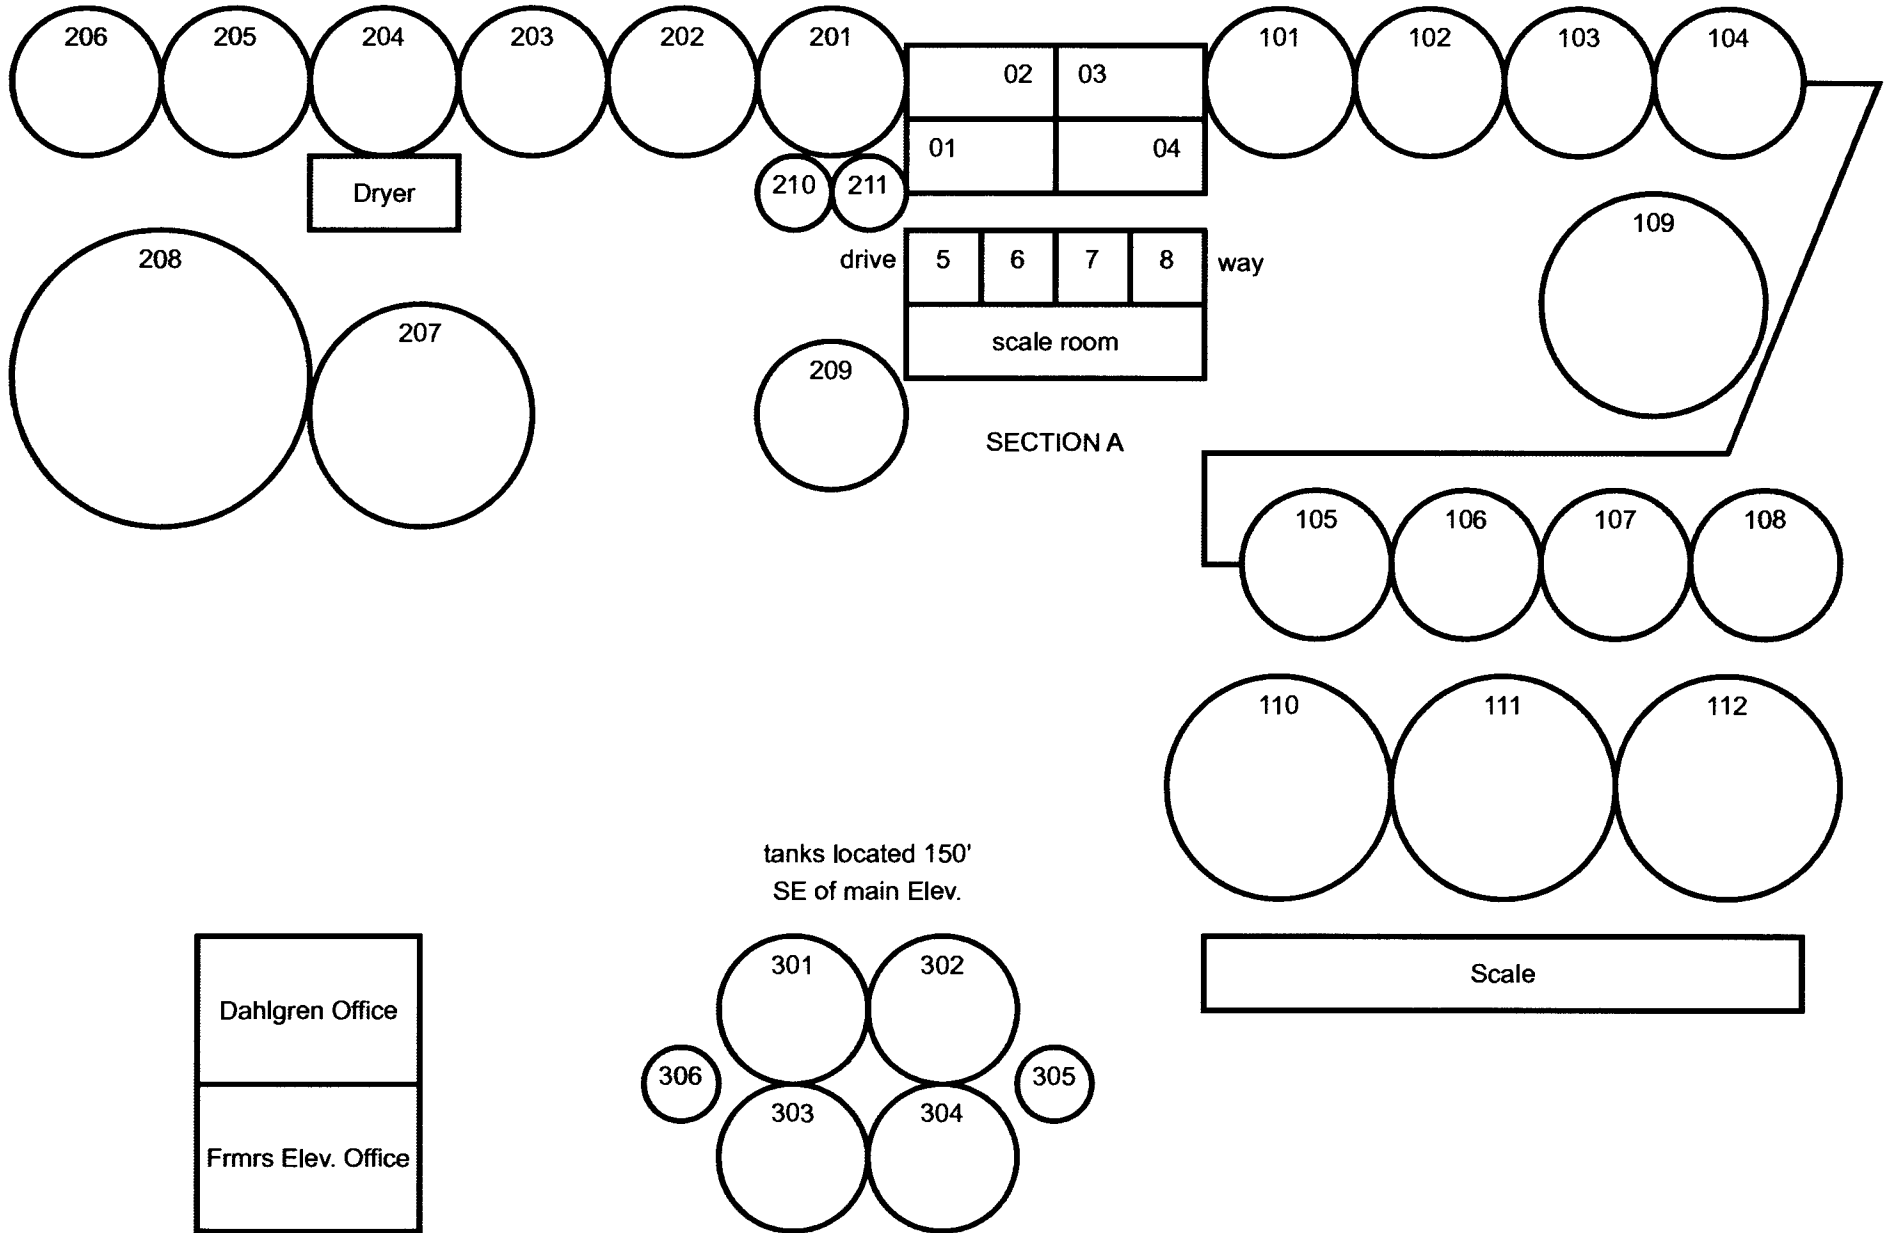 206 205 204 203 202 201 101 102 103 104
02 03
01 04
Dryer 210 211
109
208 drive 5 6 7 8 way
207 scale room
209
SECTION A
105 106 107 108
110 111 112
tanks located 150'
SE of main Elev.
301 302 Scale
Dahlgren Office
306 305
303 304
Frmrs Elev. Office